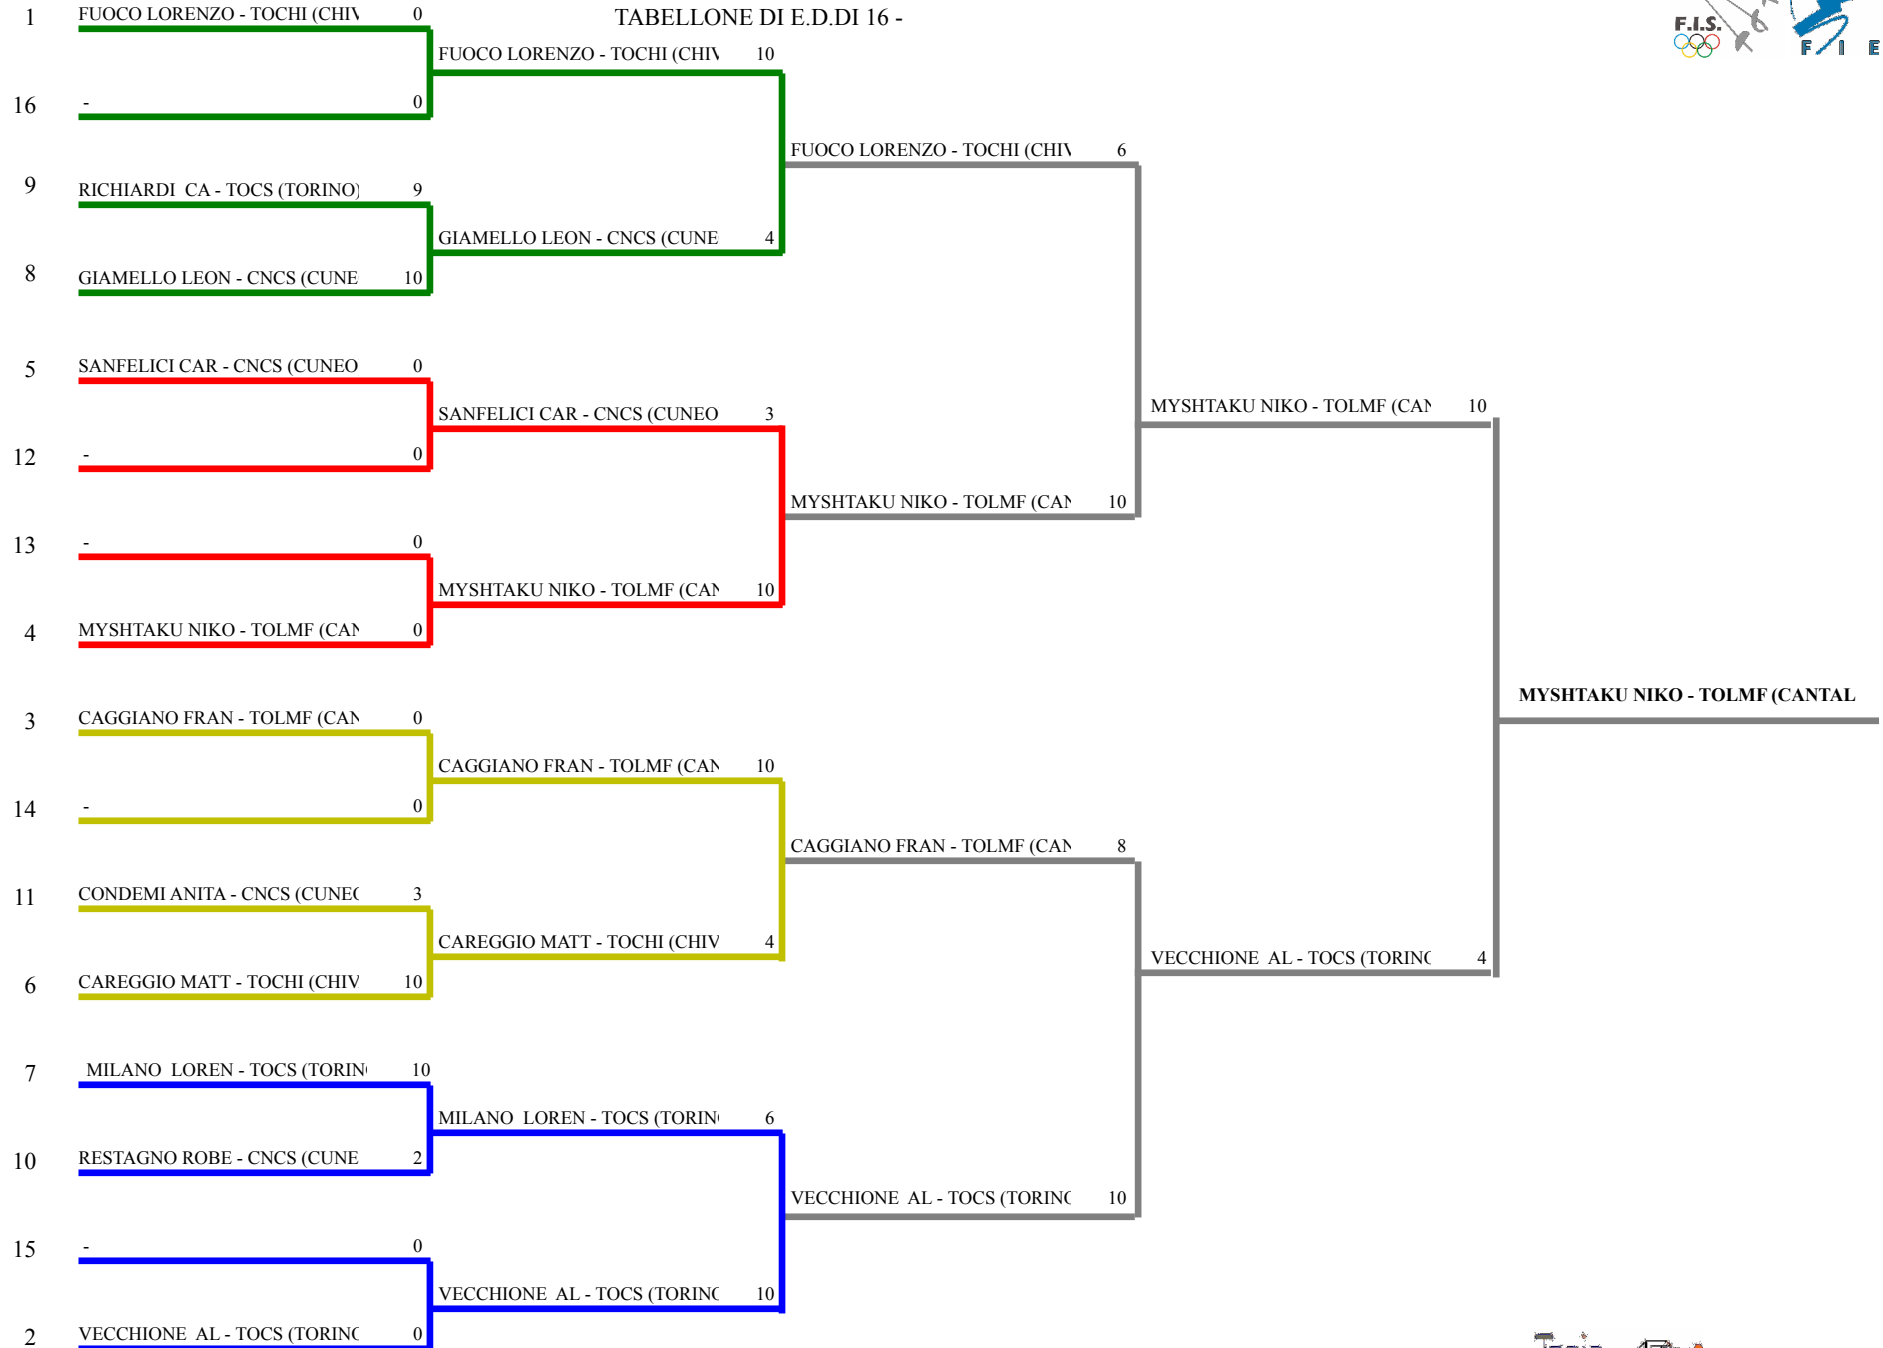 1 FUOCO LORENZO - TOCHI (CHIV 0
TABELLONE DI E.D.DI 16 -
F.I.S.
F I E
FUOCO LORENZO - TOCHI (CHIV 10
16 - 0
FUOCO LORENZO - TOCHI (CHIV 6
9 RICHIARDI CA - TOCS (TORINO) 9
GIAMELLO LEON - CNCS (CUNE 4
8 GIAMELLO LEON - CNCS (CUNE 10
5 SANFELICI CAR - CNCS (CUNEO 0
MYSHTAKU NIKO - TOLMF (CAN 10
SANFELICI CAR - CNCS (CUNEO 3
12 - 0
MYSHTAKU NIKO - TOLMF (CAN 10
13 - 0
MYSHTAKU NIKO - TOLMF (CAN 10
4 MYSHTAKU NIKO - TOLMF (CAN 0
MYSHTAKU NIKO - TOLMF (CANTAL
3 CAGGIANO FRAN - TOLMF (CAN 0
CAGGIANO FRAN - TOLMF (CAN 10
14 - 0
CAGGIANO FRAN - TOLMF (CAN 8
11 CONDEMI ANITA - CNCS (CUNEO 3
CAREGGIO MATT - TOCHI (CHIV 4
VECCHIONE AL - TOCS (TORINO 4
6 CAREGGIO MATT - TOCHI (CHIV 10
7 MILANO LOREN - TOCS (TORIN 10
MILANO LOREN - TOCS (TORIN 6
10 RESTAGNO ROBE - CNCS (CUNE 2
VECCHIONE AL - TOCS (TORINO 10
15 - 0
VECCHIONE AL - TOCS (TORINO 10
2 VECCHIONE AL - TOCS (TORINO 0